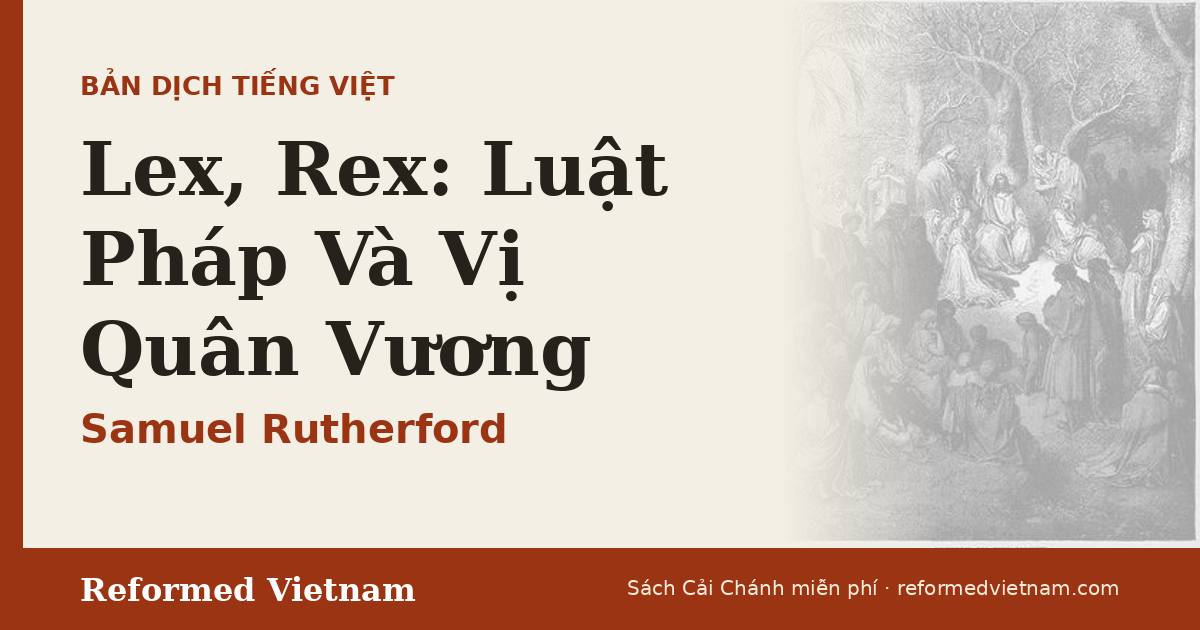 BẢN DỊCH TIẾNG VIỆT
Lex, Rex: Luật
Pháp Và Vị
Quân Vương
Samuel Rutherford
Reformed Vietnam
Sách Cải Chánh miễn phí · reformedvietnam.com